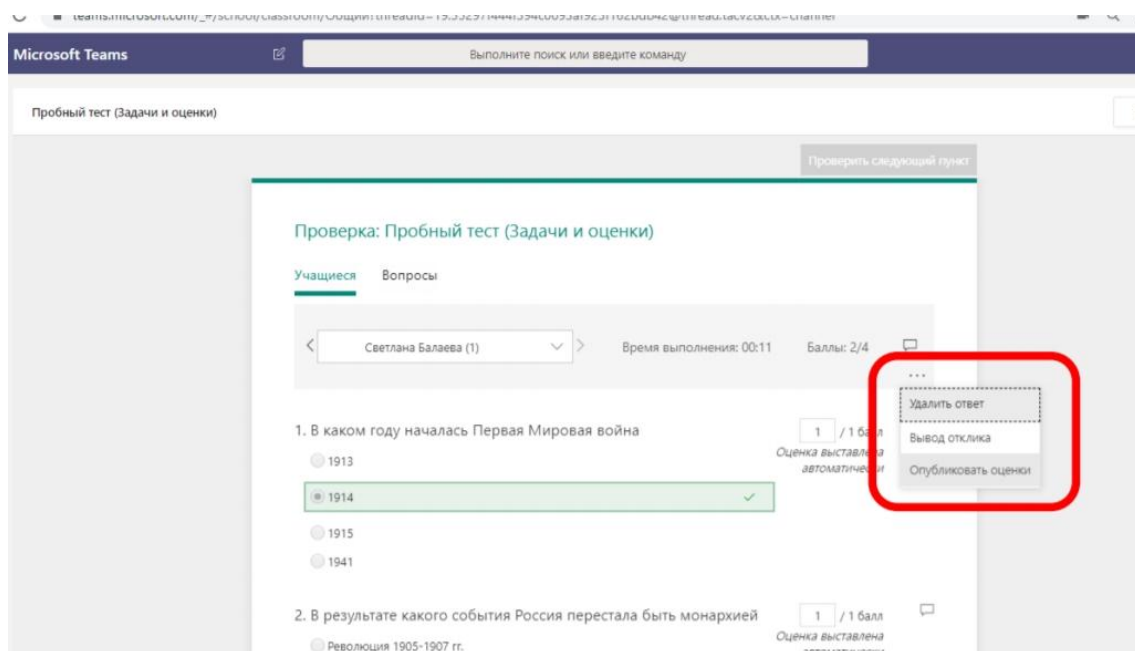 Microsoft Teams
Выполните поиск или введите команду
Пробный тест (Задачи и оценки)
Проверить следующий пункт
Проверка: Пробный тест (Задачи и оценки)
Учащиеся Вопросы
Светлана Балаева (1) Время выполнения: 00:11 Баллы: 2/4
...
Удалить ответ
Вывод отклика
Опубликовать оценки
1. В каком году началась Первая Мировая война 1 / 1
Оценка выставлена
автоматически
1913
1914
1915
1941
2. В результате какого события Россия перестала быть монархией 1 / 1 балл
Оценка выставлена
Революция 1905-1907 гг.